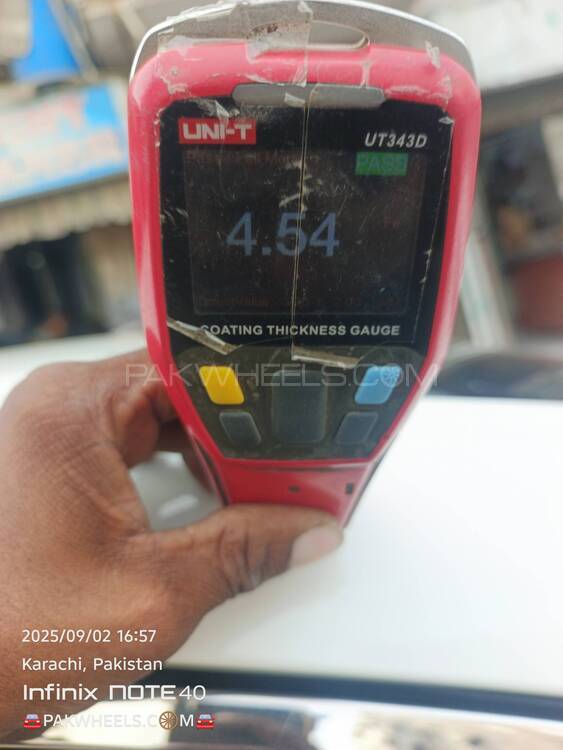 UNI-T
UT343D
PASS
4.54
COATING THICKNESS GAUGE
PAKWHEELS.COM
2025/09/02 16:57
Karachi, Pakistan
Infinix NOTE 40
🚘PAKWHEELS.C🛞M🚘